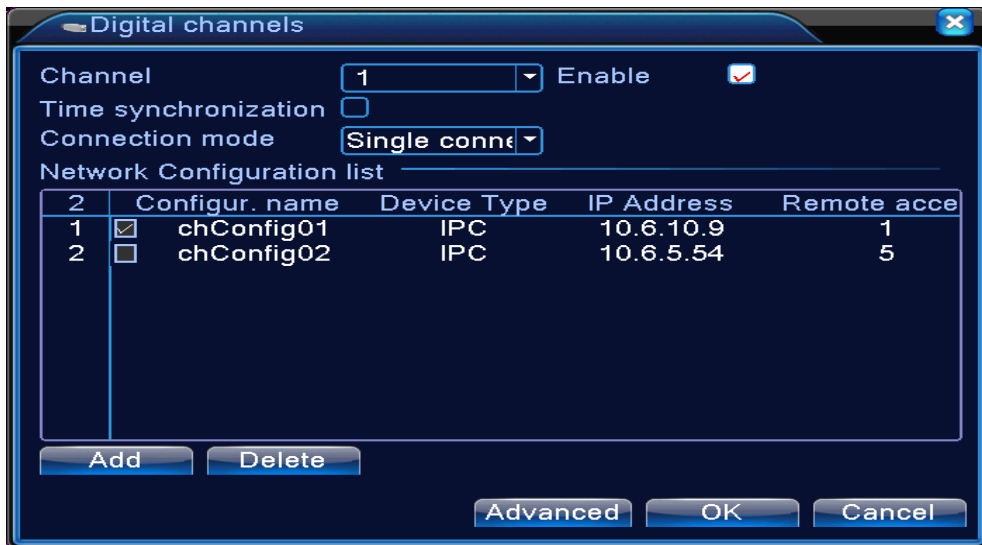 Digital channels
Channel 1 Enable
Time synchronization
Connection mode Single conne
Network Configuration list
2 Configur. name Device Type IP Address Remote acce
1 chConfig01 IPC 10.6.10.9 1
2 chConfig02 IPC 10.6.5.54 5
Add Delete
Advanced OK Cancel